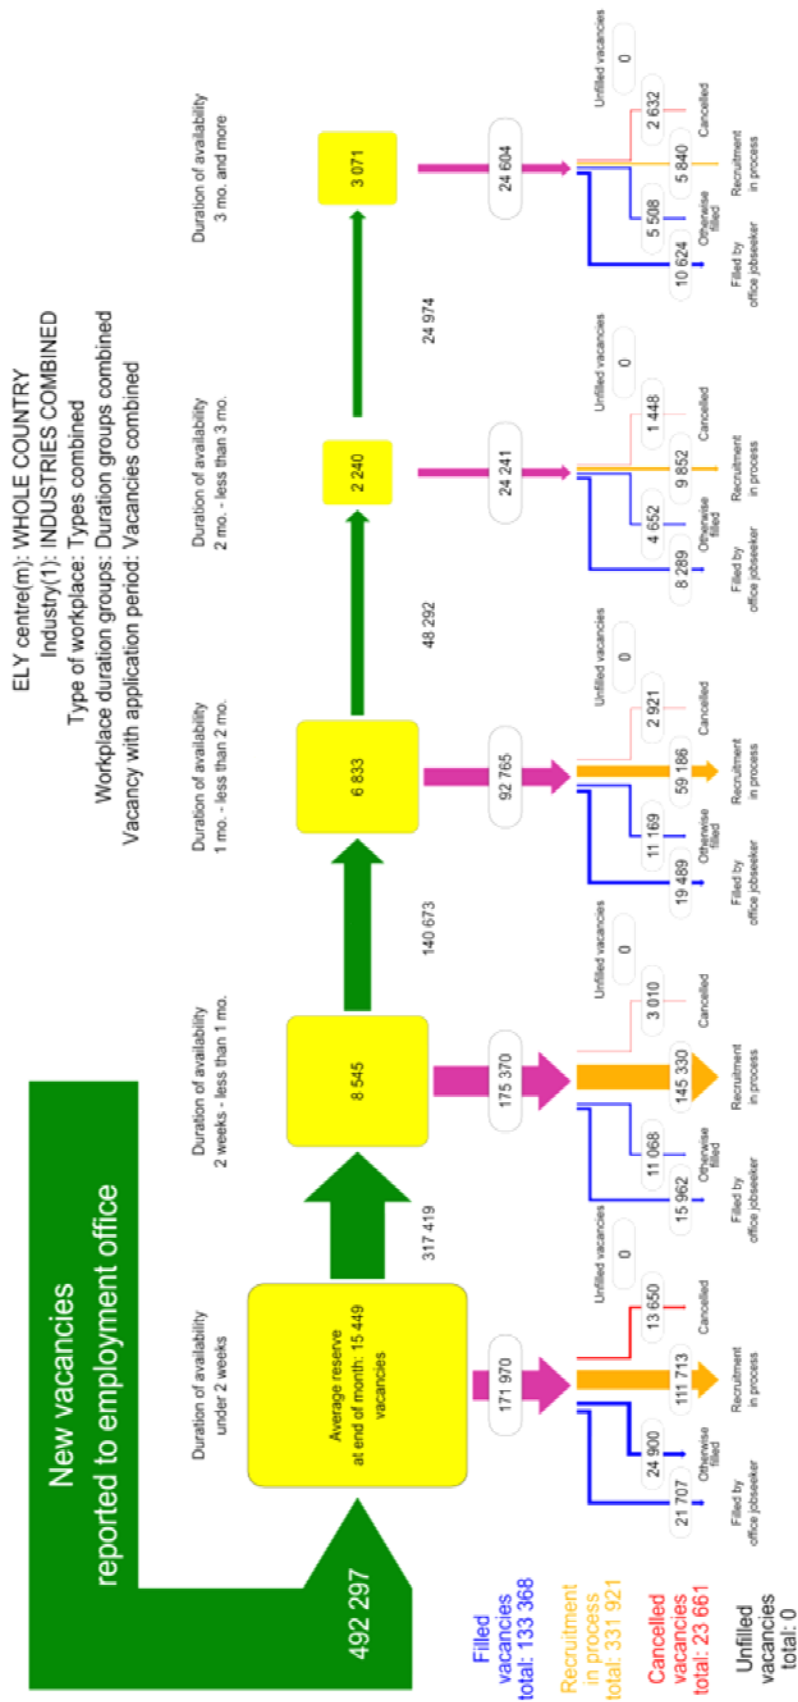 ELY centre(m): WHOLE COUNTRY
Industry(1): INDUSTRIES COMBINED
Type of workplace: Types combined
Workplace duration groups: Duration groups combined
Vacancy with application period: Vacancies combined
New vacancies
reported to employment office
492 297
Duration of availability
under 2 weeks
Average reserve
at end of month: 15 449
vacancies
317 419
Duration of availability
2 weeks - less than 1 mo.
8 545
140 673
Duration of availability
1 mo. - less than 2 mo.
6 833
48 292
Duration of availability
2 mo. - less than 3 mo.
2 240
24 974
Duration of availability
3 mo. and more
3 071
Filled
vacancies
total: 133 368
Recruitment
in process
total: 331 921
Cancelled
vacancies
total: 23 661
Unfilled
vacancies
total: 0
171 970
21 707
Filled by
office jobseeker
24 900
Otherwise
filled
111 713
Recruitment
in process
13 650
Cancelled
Unfilled vacancies
0
175 370
15 962
Filled by
office jobseeker
11 068
Otherwise
filled
145 330
Recruitment
in process
3 010
Cancelled
Unfilled vacancies
0
92 765
19 489
Filled by
office jobseeker
11 169
Otherwise
filled
59 186
Recruitment
in process
2 921
Cancelled
Unfilled vacancies
0
24 241
8 289
Filled by
office jobseeker
4 652
Otherwise
filled
9 852
Recruitment
in process
1 448
Cancelled
Unfilled vacancies
0
24 604
10 624
Filled by
office jobseeker
5 508
Otherwise
filled
5 840
Recruitment
in process
2 632
Cancelled
Unfilled vacancies
0